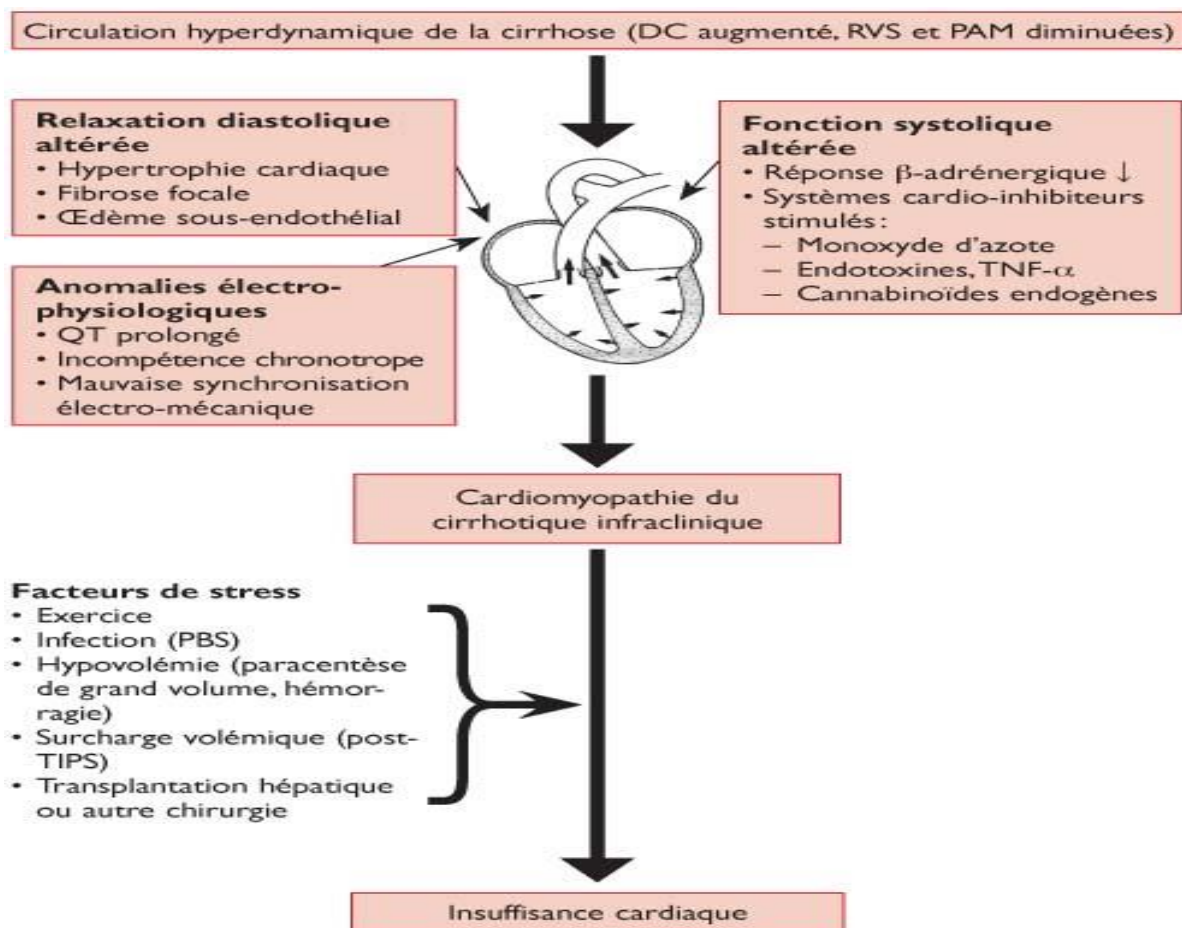 Circulation hyperdynamique de la cirrhose (DC augmenté, RVS et PAM diminuées)
Relaxation diastolique
altérée
• Hypertrophie cardiaque
• Fibrose focale
• Œdème sous-endothélial
Fonction systolique
altérée
• Réponse β-adrénergique ↓
• Systèmes cardio-inhibiteurs
stimulés :
– Monoxyde d'azote
– Endotoxines, TNF-α
– Cannabinoïdes endogènes
Anomalies électro-
physiologiques
• QT prolongé
• Incompétence chronotrope
• Mauvaise synchronisation
électro-mécanique
Cardiomyopathie du
cirrhotique infraclinique
Facteurs de stress
• Exercice
• Infection (PBS)
• Hypovolémie (paracentèse
de grand volume, hémor-
ragie)
• Surcharge volémique (post-
TIPS)
• Transplantation hépatique
ou autre chirurgie
Insuffisance cardiaque